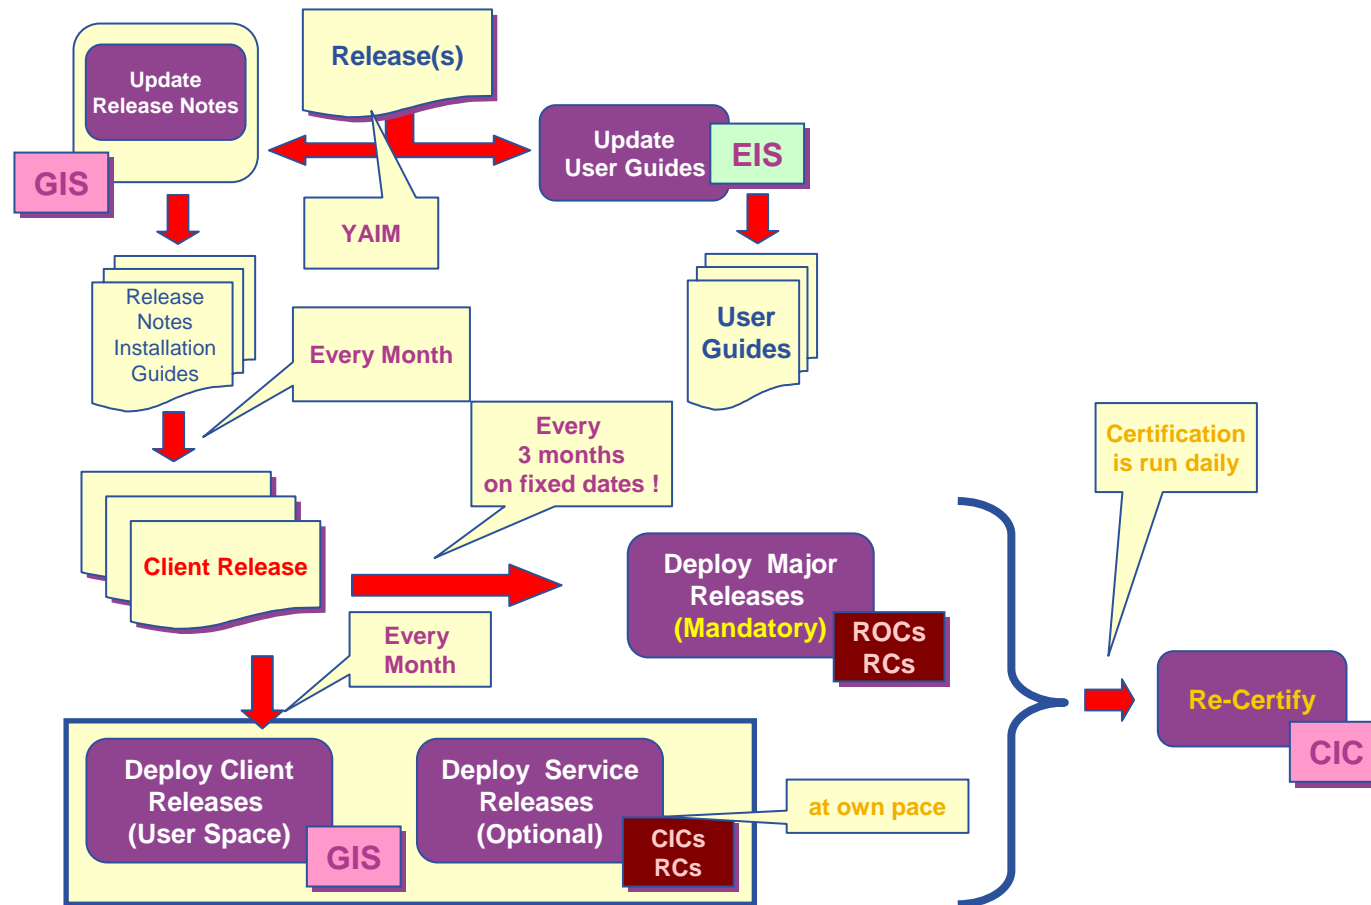 Release(s)
Update
Release Notes
GIS
Update
User Guides
EIS
YAIM
Release
Notes
Installation
Guides
User
Guides
Every Month
Every
3 months
on fixed dates !
Certification
is run daily
Client Release
Deploy Major
Releases
(Mandatory)
ROCs
RCs
Every
Month
Re-Certify
CIC
Deploy Client
Releases
(User Space)
GIS
Deploy Service
Releases
(Optional)
CICs
RCs
at own pace